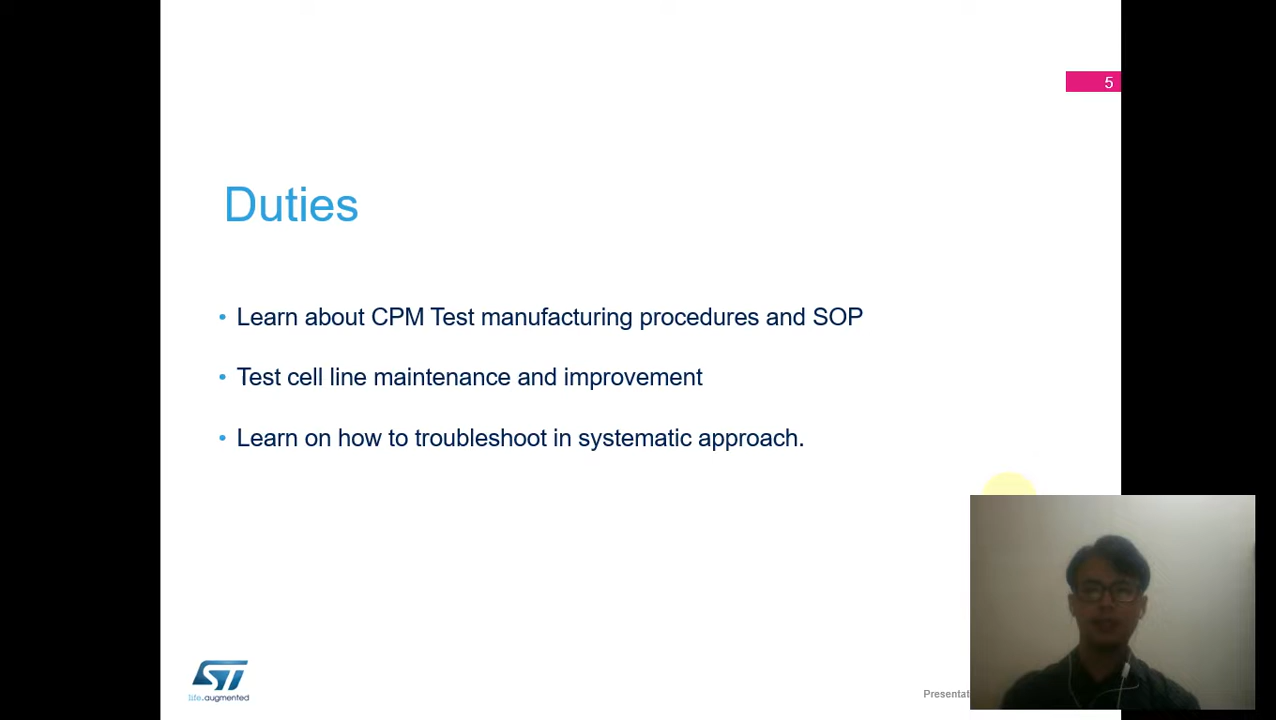 5
Duties
• Learn about CPM Test manufacturing procedures and SOP
• Test cell line maintenance and improvement
• Learn on how to troubleshoot in systematic approach.
ST
life.augmented